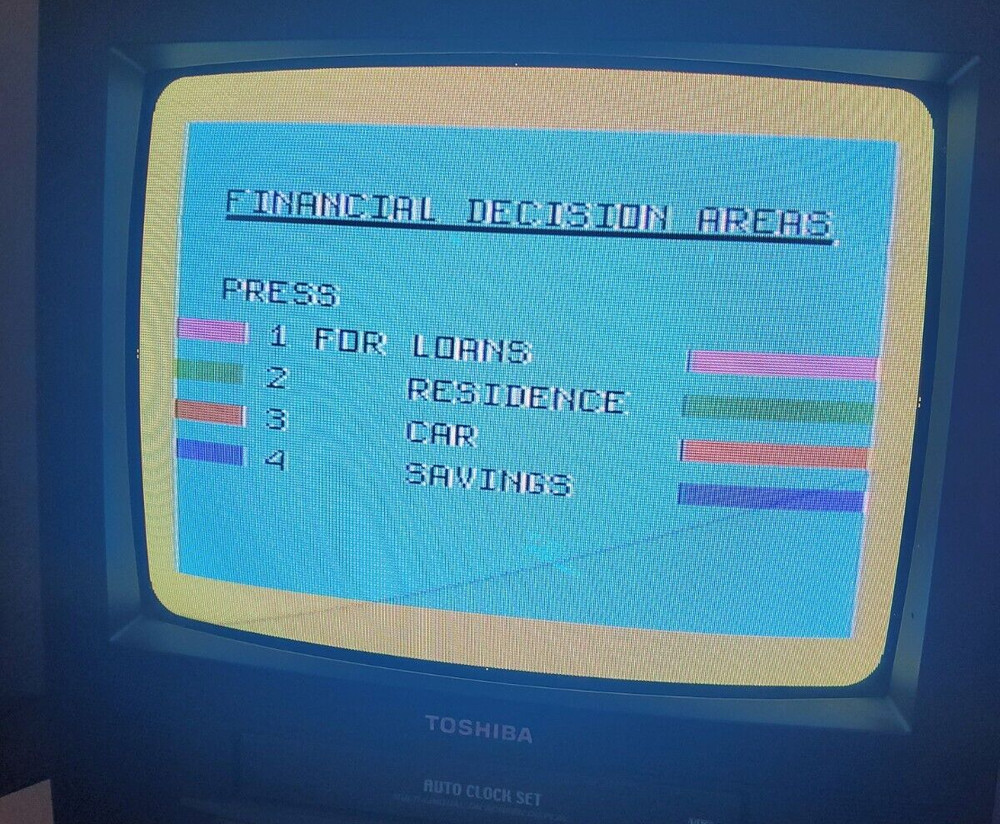 FINANCIAL DECISION AREAS
PRESS
1 FOR LOANS
2 RESIDENCE
3 CAR
4 SAVINGS
TOSHIBA
AUTO CLOCK SET